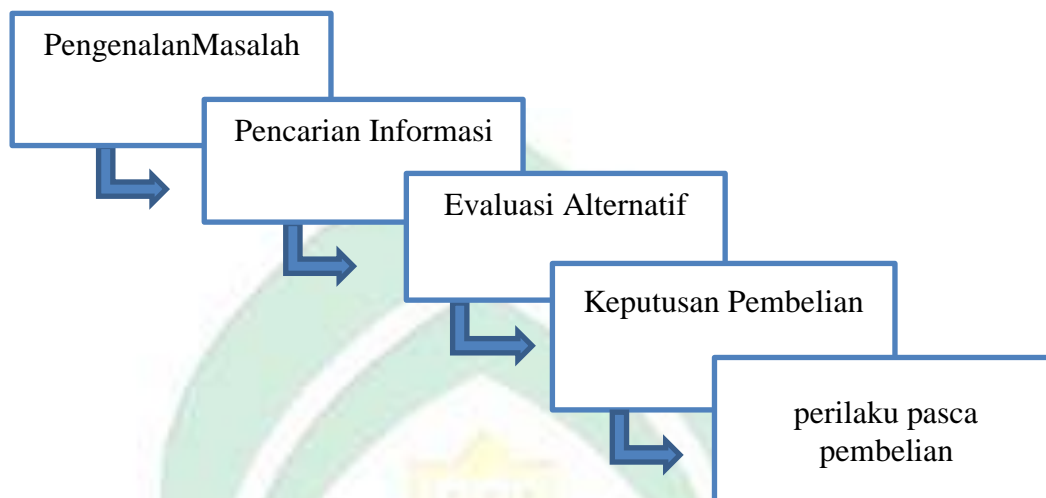 PengenalanMasalah
Pencarian Informasi
Evaluasi Alternatif
Keputusan Pembelian
perilaku pasca
pembelian